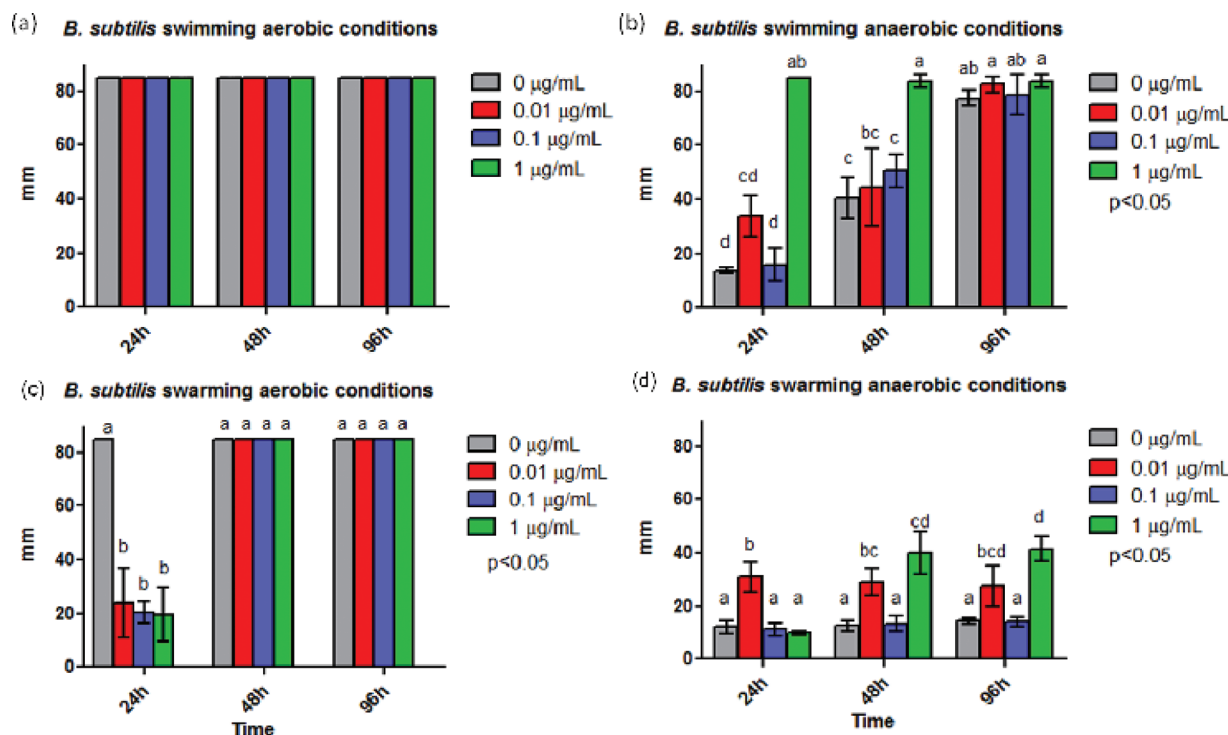 (a) B. subtilis swimming aerobic conditions
80
60
40
20
0
mm
24h
48h
96h
0 μg/mL
0.01 μg/mL
0.1 μg/mL
1 μg/mL
(b) B. subtilis swimming anaerobic conditions
80
60
40
20
0
mm
d
cd
d
ab
c
bc
c
a
ab
a
ab
a
24h
48h
96h
0 μg/mL
0.01 μg/mL
0.1 μg/mL
1 μg/mL
p<0.05
(c) B. subtilis swarming aerobic conditions
80
60
40
20
0
mm
a
b
b
b
a a a a
a a a a
24h
48h
96h
Time
0 μg/mL
0.01 μg/mL
0.1 μg/mL
1 μg/mL
p<0.05
(d) B. subtilis swarming anaerobic conditions
80
60
40
20
0
mm
a
b
a
a
a
bc
a
cd
a
bcd
a
d
24h
48h
96h
Time
0 μg/mL
0.01 μg/mL
0.1 μg/mL
1 μg/mL
p<0.05